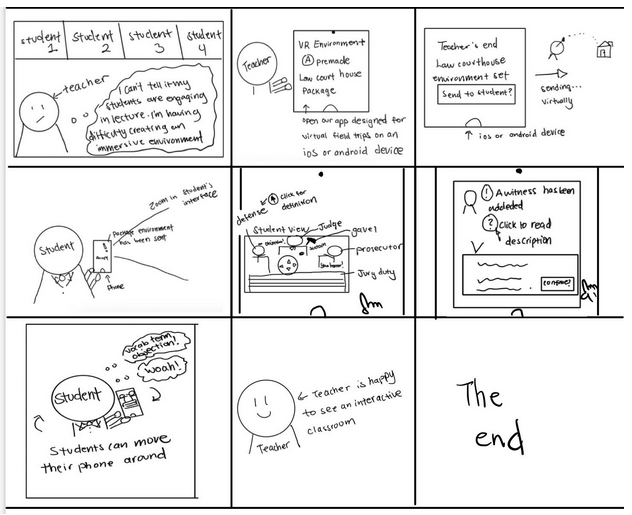 student 1
Student 2
student 3
student 4
teacher
I can't tell if my
students are engaging
in lecture. I'm having
difficulty creating an
immersive environment
Teacher
VR Environment
A premade
Law court house
Package
open our app designed for
virtual field trips on an
ios or android device
Teacher's end
Law courthouse
environment set
Send to student?
sending...
virtually
ios or android device
Zoom in student's
interface
Package environment
has been sent
Student
Phone
Click for
definition
defense
Student View
Judge
gavel
prosecutor
Jury duty
! A witness has been
addeded
? Click to read
description
continue?
vocab term
objection!
woah!
Student
Students can move
their phone around
Teacher is happy
to see an interactive
classroom
Teacher
The
end